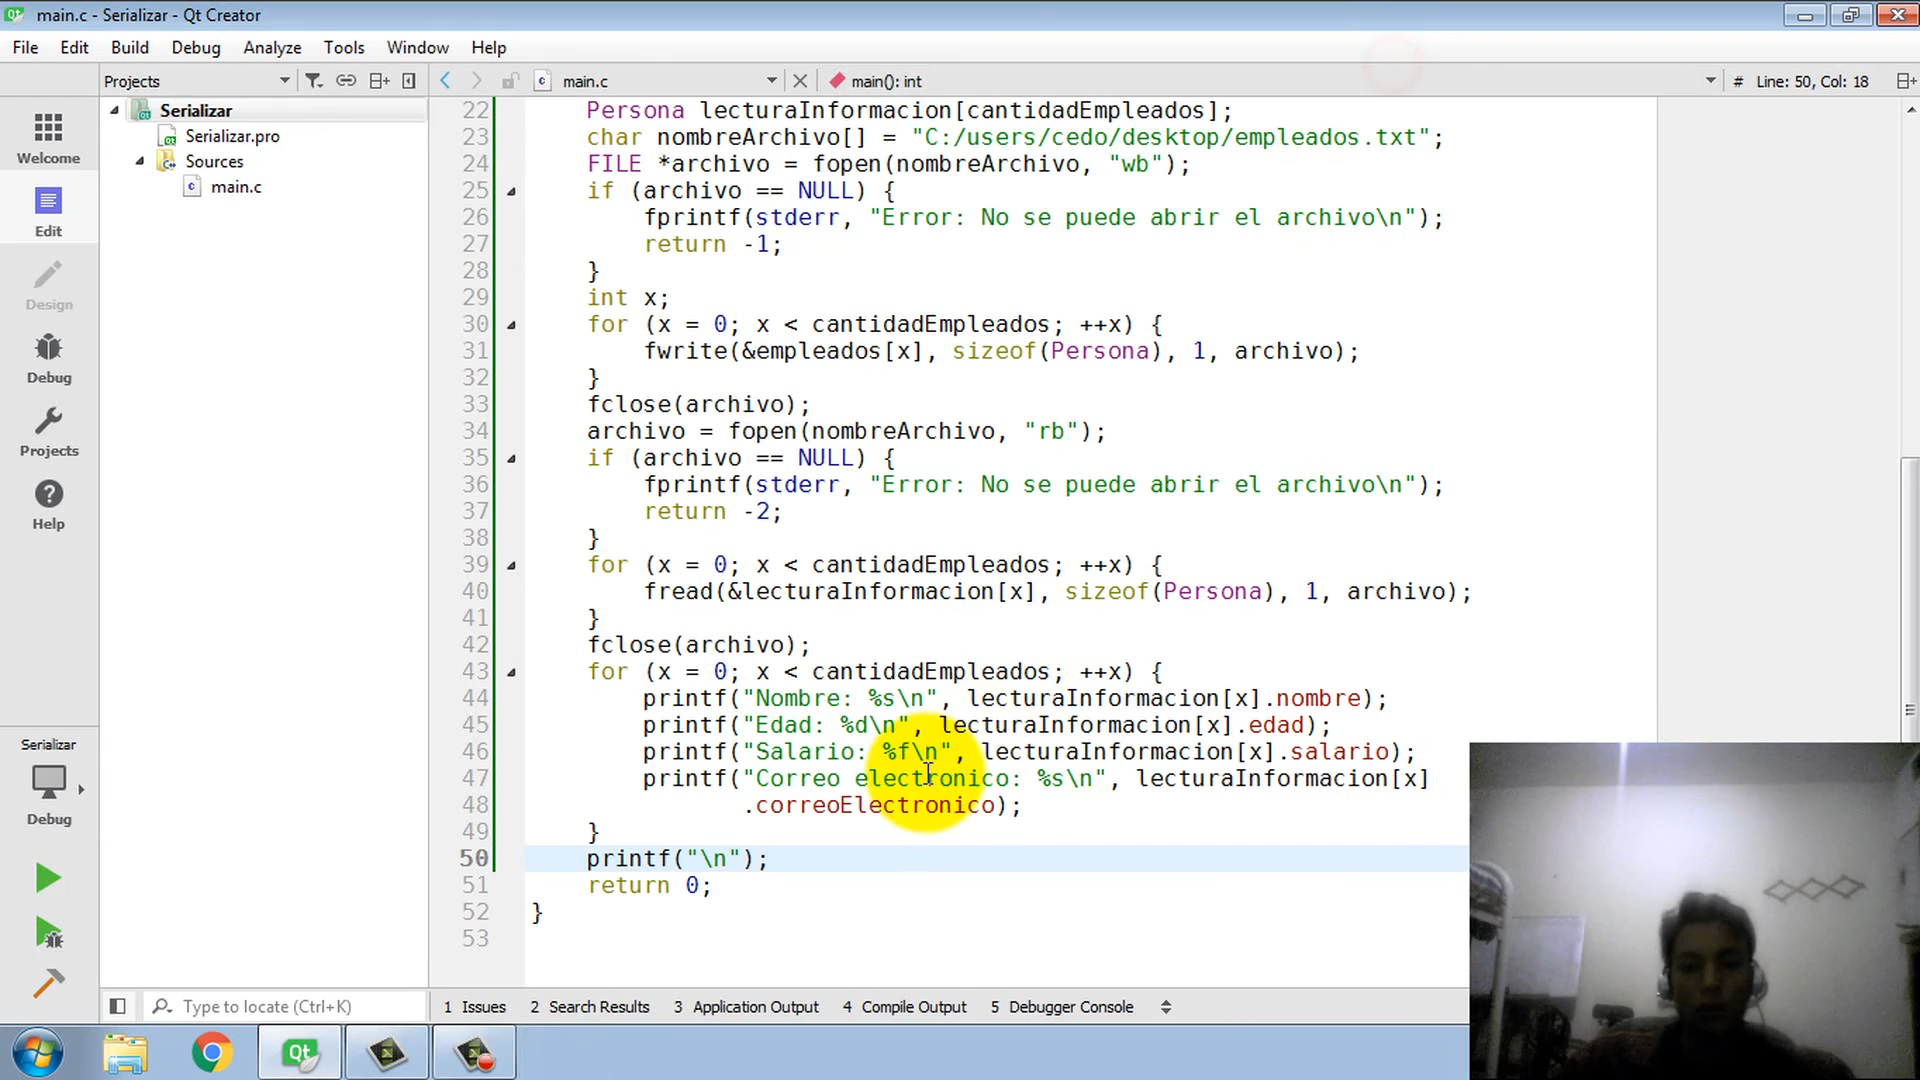 main.c - Serializar - Qt Creator
File Edit Build Debug Analyze Tools Window Help
Projects main.c main(): int # Line: 50, Col: 18
Welcome
Edit
Design
Debug
Projects
Help
Serializar
Debug
Serializar
Serializar.pro
Sources
main.c
22 Persona lecturaInformacion[cantidadEmpleados];
23 char nombreArchivo[] = "C:/users/cedo/desktop/empleados.txt";
24 FILE *archivo = fopen(nombreArchivo, "wb");
25 if (archivo == NULL) {
26 fprintf(stderr, "Error: No se puede abrir el archivo\n");
27 return -1;
28 }
29 int x;
30 for (x = 0; x < cantidadEmpleados; ++x) {
31 fwrite(&empleados[x], sizeof(Persona), 1, archivo);
32 }
33 fclose(archivo);
34 archivo = fopen(nombreArchivo, "rb");
35 if (archivo == NULL) {
36 fprintf(stderr, "Error: No se puede abrir el archivo\n");
37 return -2;
38 }
39 for (x = 0; x < cantidadEmpleados; ++x) {
40 fread(&lecturaInformacion[x], sizeof(Persona), 1, archivo);
41 }
42 fclose(archivo);
43 for (x = 0; x < cantidadEmpleados; ++x) {
44 printf("Nombre: %s\n", lecturaInformacion[x].nombre);
45 printf("Edad: %d\n", lecturaInformacion[x].edad);
46 printf("Salario: %f\n", lecturaInformacion[x].salario);
47 printf("Correo electronico: %s\n", lecturaInformacion[x]
48 .correoElectronico);
49 }
50 printf("\n");
51 return 0;
52 }
53
Type to locate (Ctrl+K) 1 Issues 2 Search Results 3 Application Output 4 Compile Output 5 Debugger Console